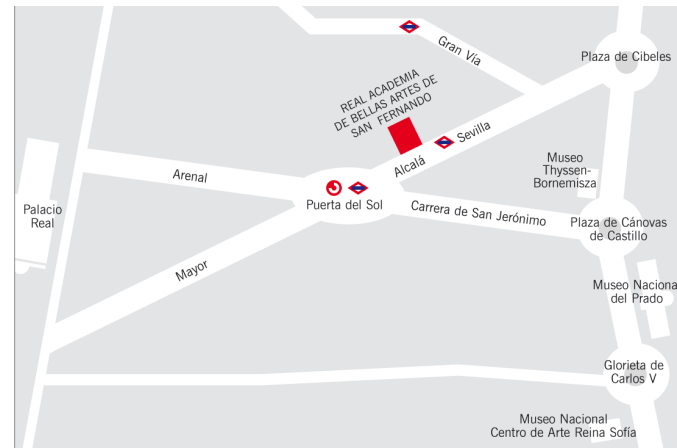 Gran Vía
Plaza de Cibeles
REAL ACADEMIA
DE BELLAS ARTES DE
SAN FERNANDO
Sevilla
Alcalá
Museo
Thyssen-
Bornemisza
Arenal
Palacio
Real
Puerta del Sol
Carrera de San Jerónimo
Plaza de Cánovas
de Castillo
Mayor
Museo Naciona
del Prado
Glorieta de
Carlos V
Museo Nacional
Centro de Arte Reina Sofía